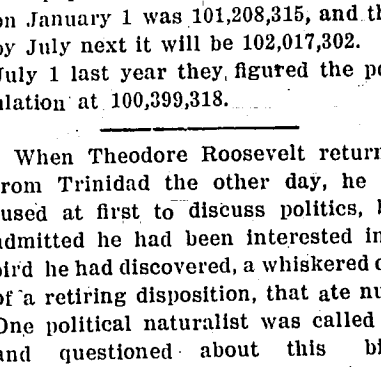 on January 1 was 101,208,315, and th
by July next it will be 102,017,302.
July 1 last year they figured the po
ulation at 100,399,318.
When Theodore Roosevelt return
from Trinidad the other day, he
used at first to discuss politics, b
admitted he had been interested in
bird he had discovered, a whiskered
of a retiring disposition, that ate nu
One political naturalist was called
and questioned about this bi